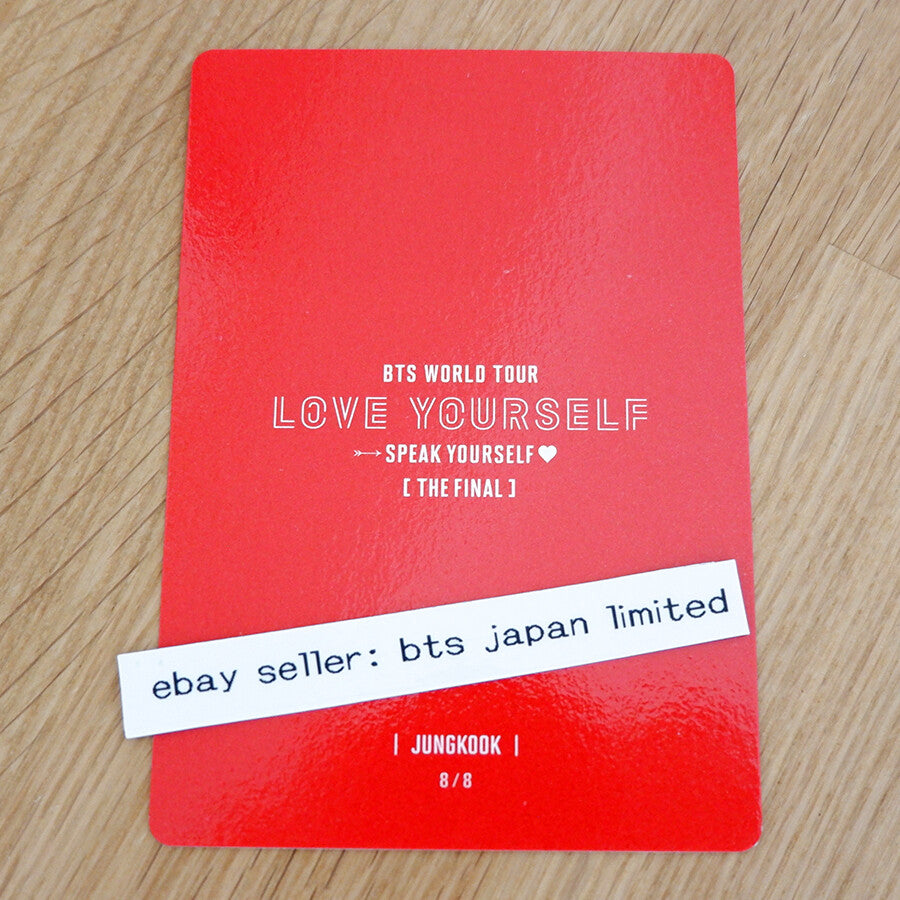 BTS WORLD TOUR
LOVE YOURSELF
SPEAK YOURSELF♥
[ THE FINAL ]
ebay seller: bts japan limited
| JUNGKOOK |
8/8